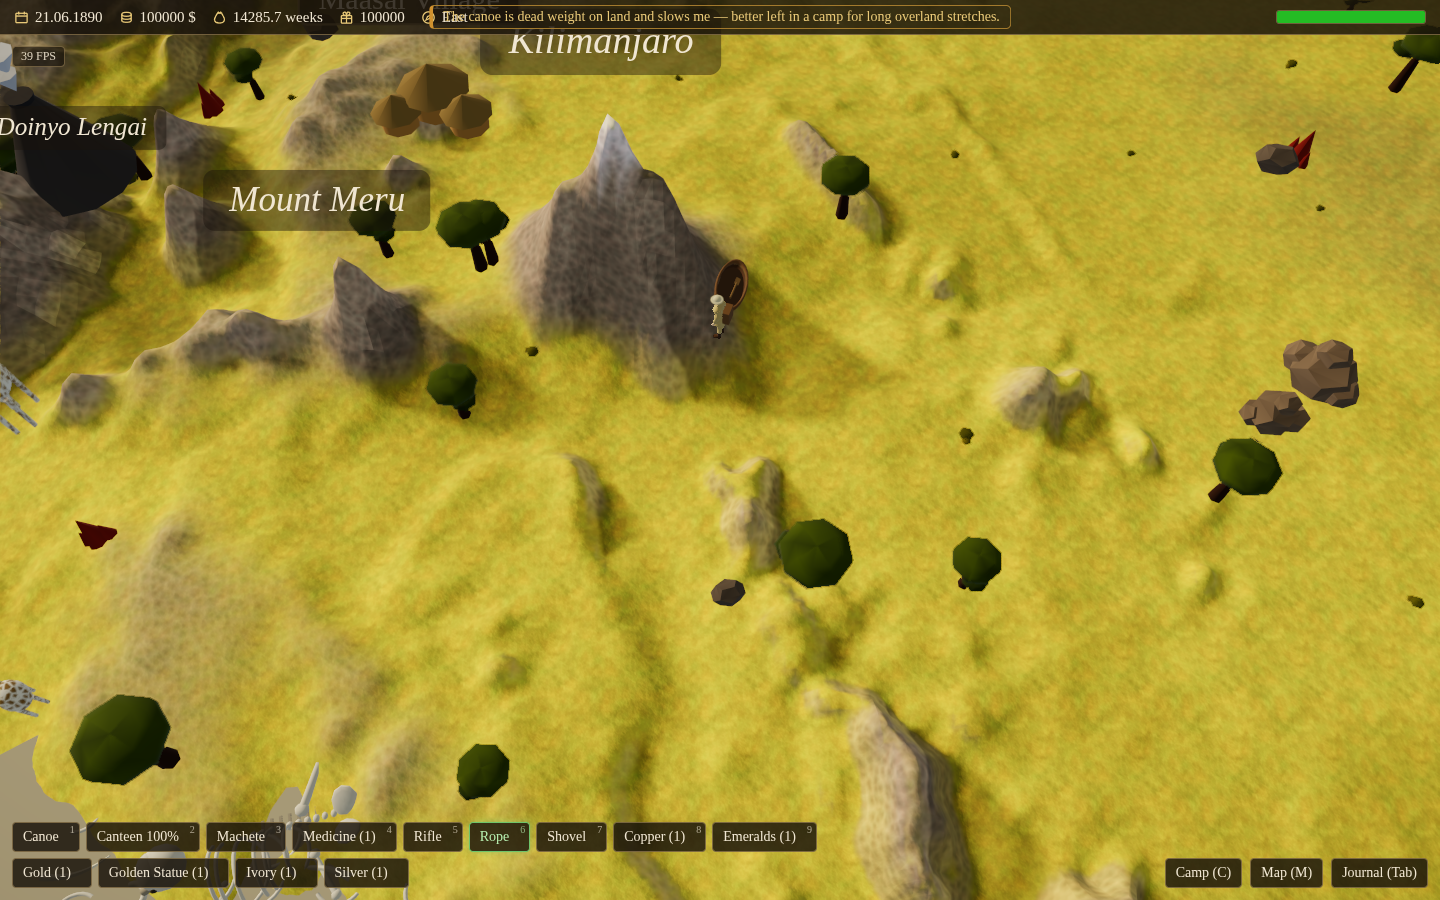 21.06.1890 100000 $ 14285.7 weeks 100000 East
The canoe is dead weight on land and slows me — better left in a camp for long overland stretches.
Maasai Village
39 FPS
Kilimanjaro
Doinyo Lengai
Mount Meru
Canoe 1 Canteen 100% 2 Machete 3 Medicine (1) 4 Rifle 5 Rope 6 Shovel 7 Copper (1) 8 Emeralds (1) 9
Gold (1) Golden Statue (1) Ivory (1) Silver (1) Camp (C) Map (M) Journal (Tab)